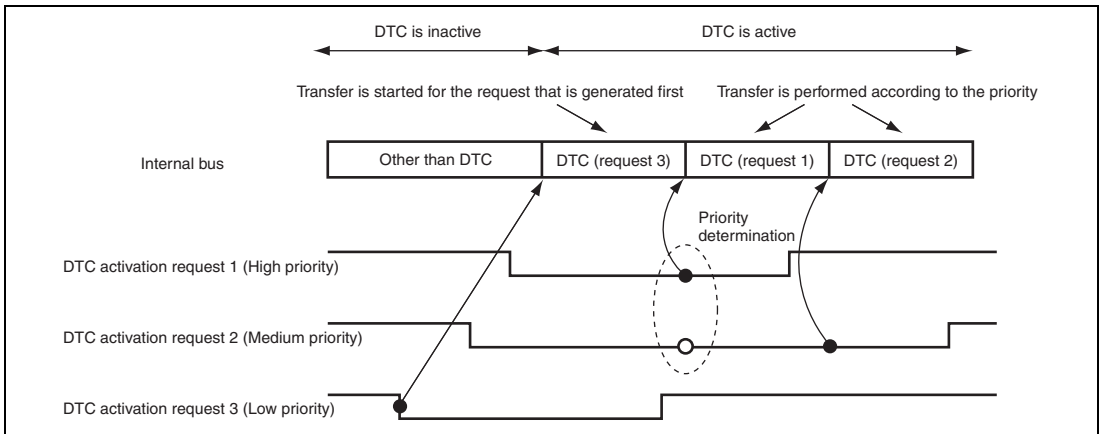 DTC is inactive
DTC is active
Transfer is started for the request that is generated first
Transfer is performed according to the priority
Internal bus
Other than DTC
DTC (request 3)
DTC (request 1)
DTC (request 2)
Priority
determination
DTC activation request 1 (High priority)
DTC activation request 2 (Medium priority)
DTC activation request 3 (Low priority)